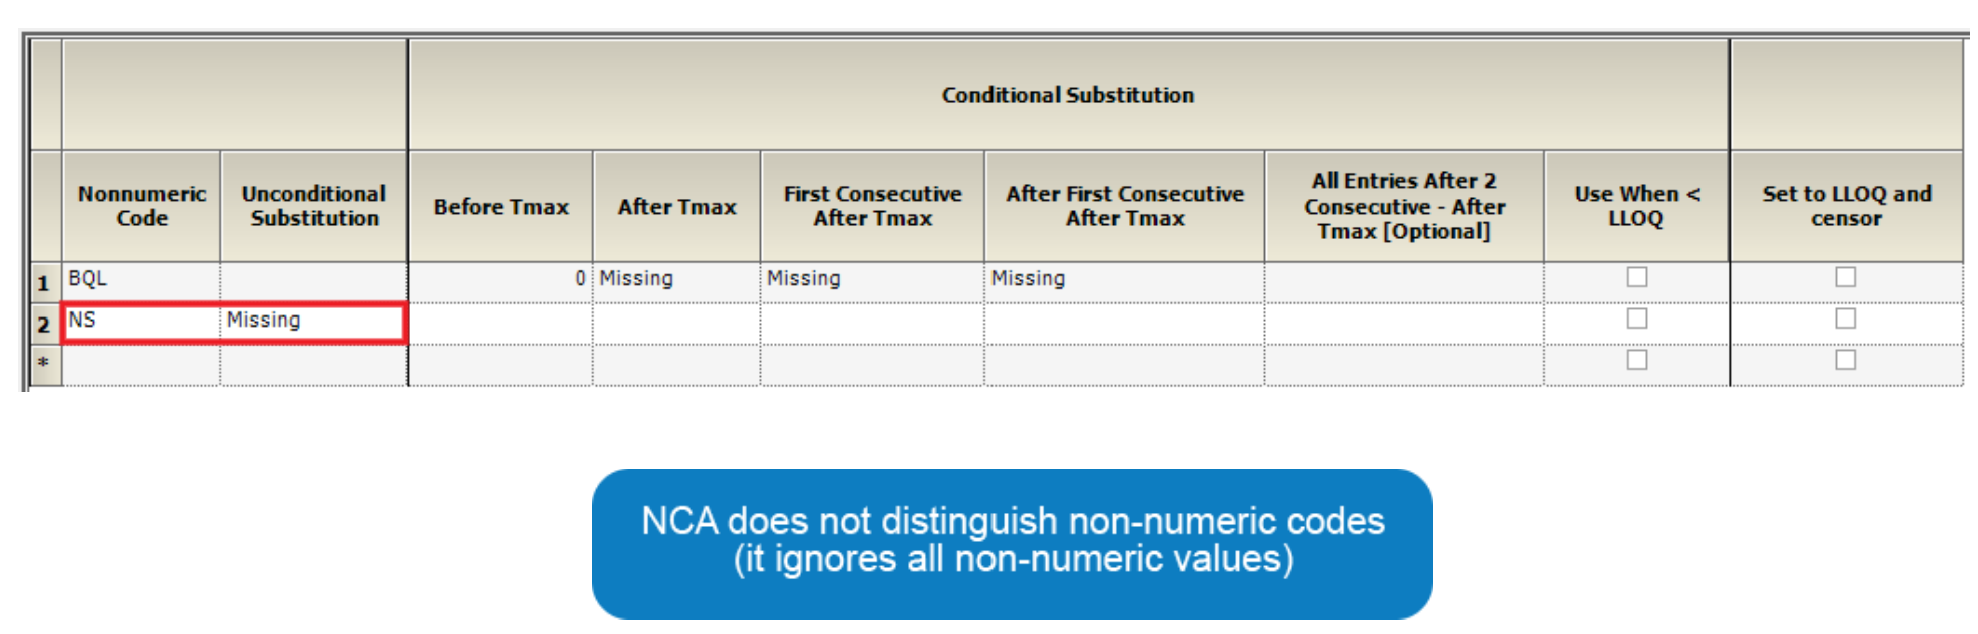 Conditional Substitution
Nonnumeric
Code
Unconditional
Substitution
Before Tmax
After Tmax
First Consecutive
After Tmax
After First Consecutive
After Tmax
All Entries After 2
Consecutive - After
Tmax [Optional]
Use When <
LLOQ
Set to LLOQ and
censor
1 BQL 0 Missing Missing Missing
2 NS Missing
*
NCA does not distinguish non-numeric codes
(it ignores all non-numeric values)